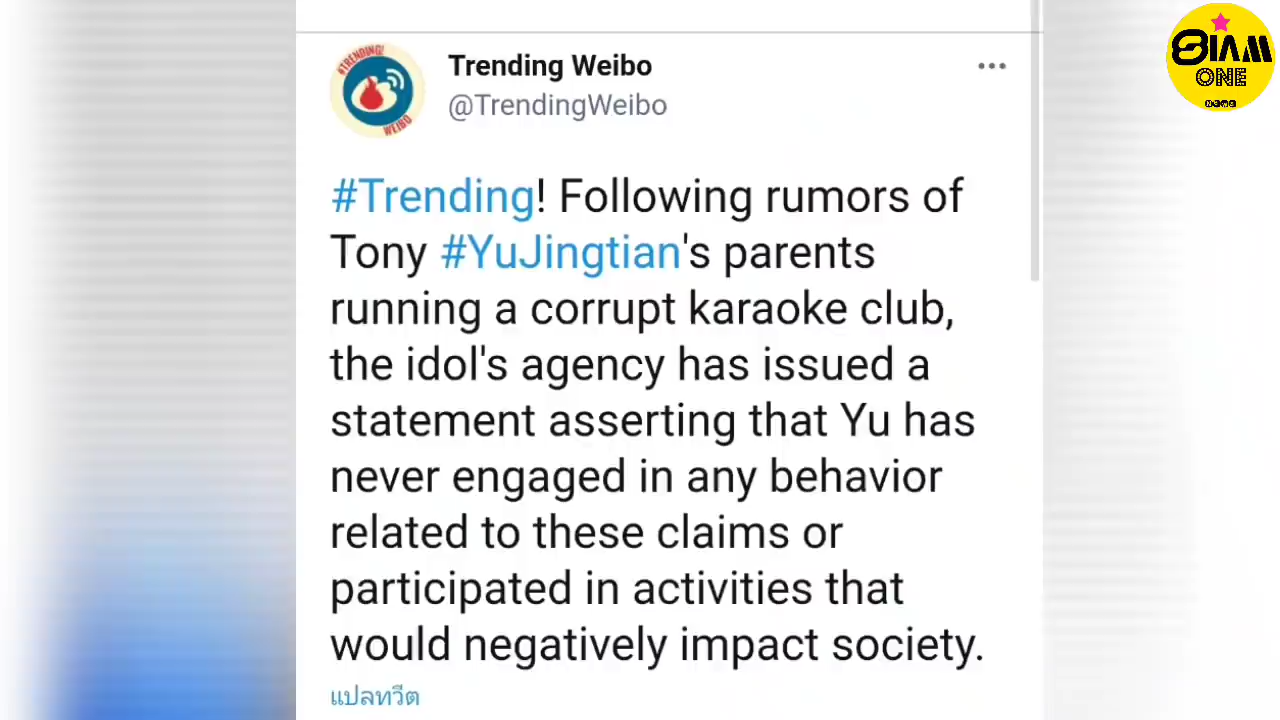 Trending Weibo
@TrendingWeibo
#TRENDING!
WEIBO
#Trending! Following rumors of
Tony #YuJingtian's parents
running a corrupt karaoke club,
the idol's agency has issued a
statement asserting that Yu has
never engaged in any behavior
related to these claims or
participated in activities that
would negatively impact society.
แปลทวีต
SIAM
ONE